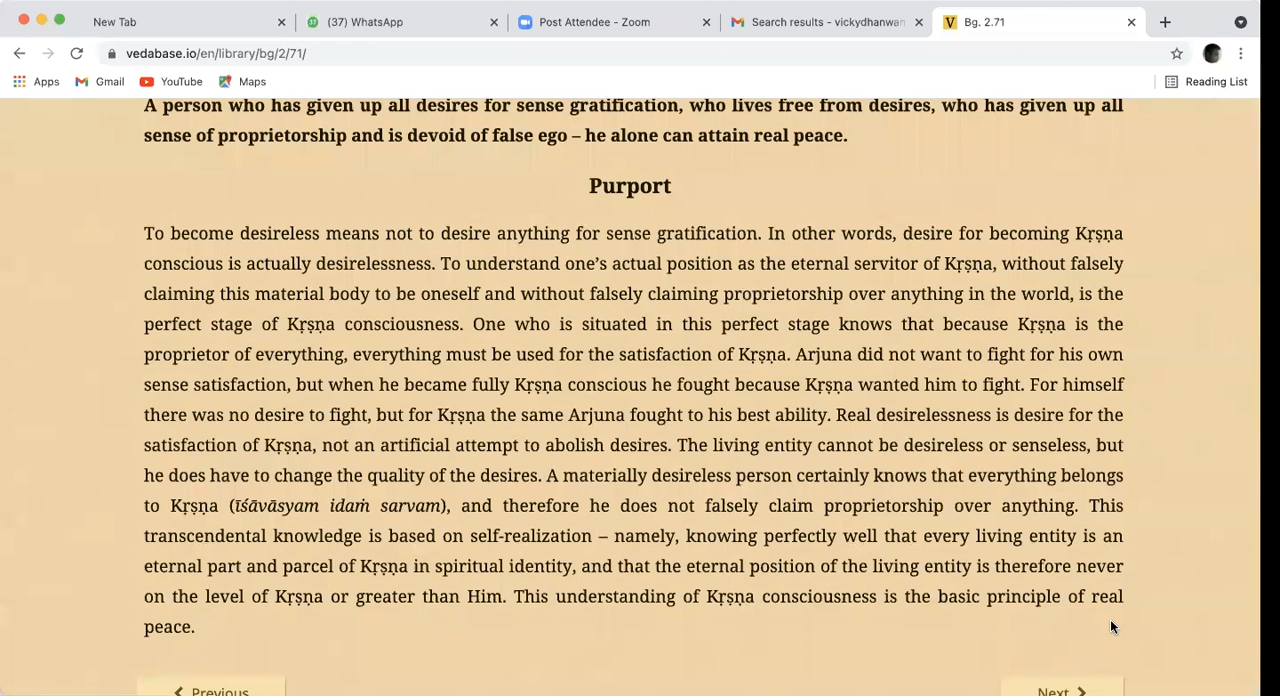 New Tab
(37) WhatsApp
Post Attendee - Zoom
Search results - vickydhanwan
Bg. 2.71
vedabase.io/en/library/bg/2/71/
Apps Gmail YouTube Maps Reading List
A person who has given up all desires for sense gratification, who lives free from desires, who has given up all
sense of proprietorship and is devoid of false ego – he alone can attain real peace.
Purport
To become desireless means not to desire anything for sense gratification. In other words, desire for becoming Kṛṣṇa
conscious is actually desirelessness. To understand one’s actual position as the eternal servitor of Kṛṣṇa, without falsely
claiming this material body to be oneself and without falsely claiming proprietorship over anything in the world, is the
perfect stage of Kṛṣṇa consciousness. One who is situated in this perfect stage knows that because Kṛṣṇa is the
proprietor of everything, everything must be used for the satisfaction of Kṛṣṇa. Arjuna did not want to fight for his own
sense satisfaction, but when he became fully Kṛṣṇa conscious he fought because Kṛṣṇa wanted him to fight. For himself
there was no desire to fight, but for Kṛṣṇa the same Arjuna fought to his best ability. Real desirelessness is desire for the
satisfaction of Kṛṣṇa, not an artificial attempt to abolish desires. The living entity cannot be desireless or senseless, but
he does have to change the quality of the desires. A materially desireless person certainly knows that everything belongs
to Kṛṣṇa (īśāvāsyam idaṁ sarvam), and therefore he does not falsely claim proprietorship over anything. This
transcendental knowledge is based on self-realization – namely, knowing perfectly well that every living entity is an
eternal part and parcel of Kṛṣṇa in spiritual identity, and that the eternal position of the living entity is therefore never
on the level of Kṛṣṇa or greater than Him. This understanding of Kṛṣṇa consciousness is the basic principle of real
peace.
Previous
Next